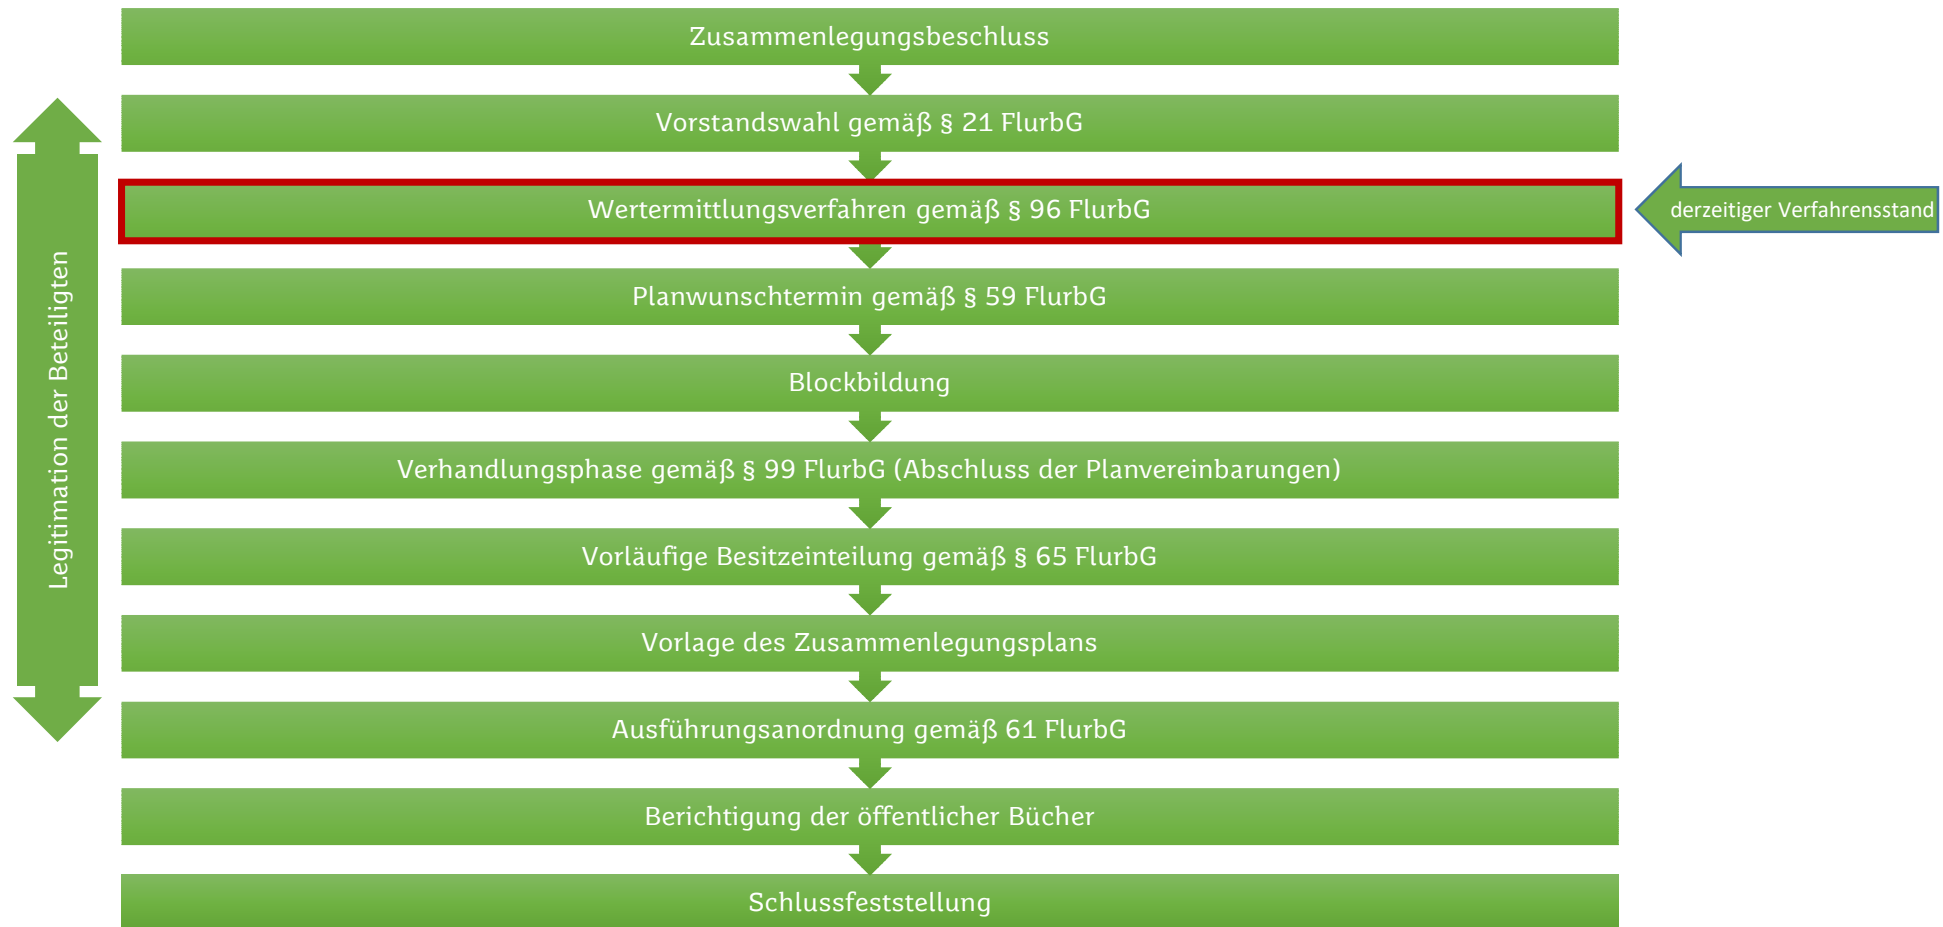 Zusammenlegungsbeschluss
Vorstandswahl gemäß § 21 FlurbG
Wertermittlungsverfahren gemäß § 96 FlurbG
derzeitiger Verfahrensstand
Planwunschtermin gemäß § 59 FlurbG
Blockbildung
Verhandlungsphase gemäß § 99 FlurbG (Abschluss der Planvereinbarungen)
Vorläufige Besitzeinteilung gemäß § 65 FlurbG
Vorlage des Zusammenlegungsplans
Ausführungsanordnung gemäß 61 FlurbG
Berichtigung der öffentlicher Bücher
Schlussfeststellung
Legitimation der Beteiligten